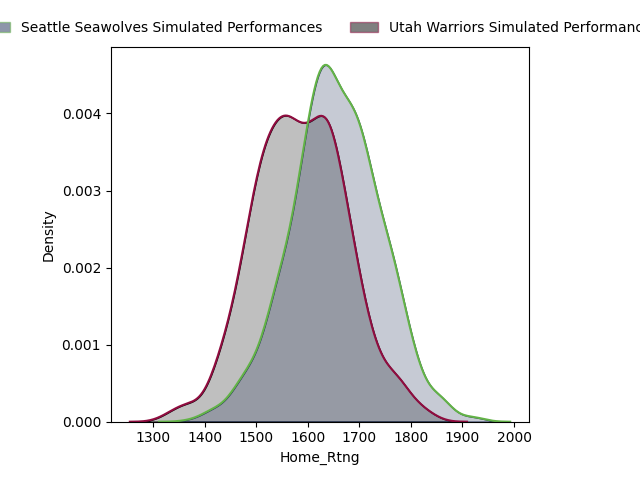 Seattle Seawolves Simulated Performances
Utah Warriors Simulated
0.004
0.003
0.002
0.001
0.000
Density
1300 1400 1500 1600 1700 1800 1900 2000
Home_Rtng